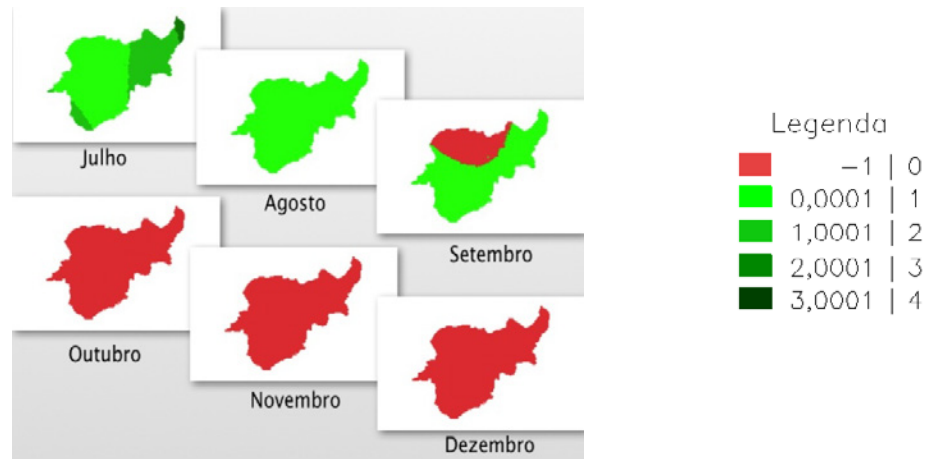 Julho
Agosto
Setembro
Outubro
Novembro
Dezembro
Legenda
−1 | 0
0,0001 | 1
1,0001 | 2
2,0001 | 3
3,0001 | 4